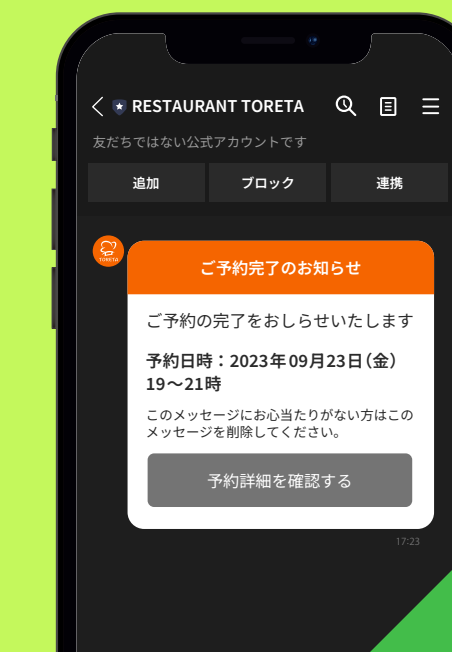 RESTAURANT TORETA
友だちではない公式アカウントです
追加 ブロック 連携
TORETA
ご予約完了のお知らせ
ご予約の完了をおしらせいたします
予約日時：2023年09月23日（金）
19〜21時
このメッセージにお心当たりがない方はこの
メッセージを削除してください。
予約詳細を確認する
17:23